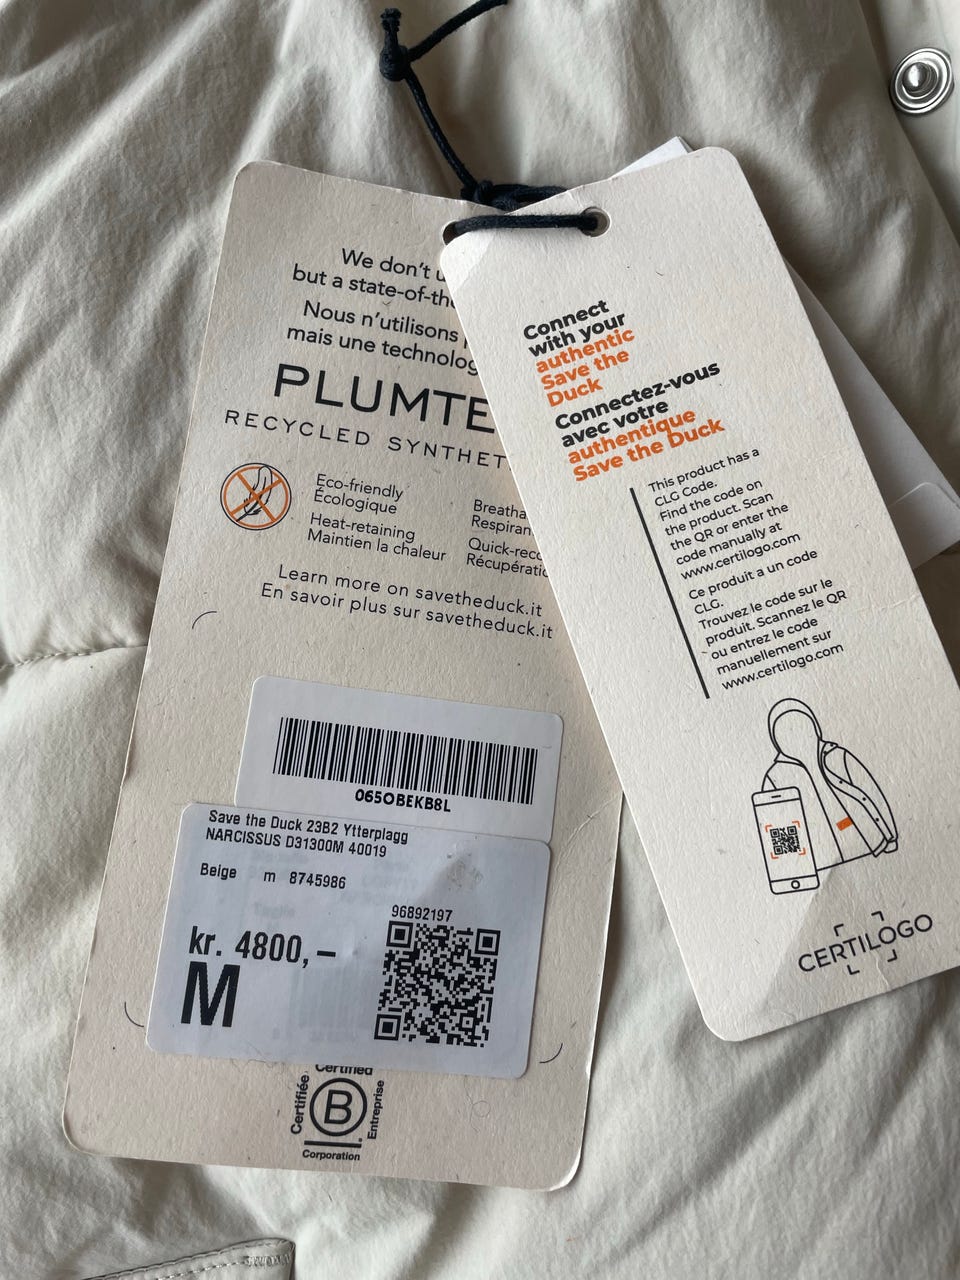 We don't
but a state-of-the
Nous n'utilisons
mais une technolog
PLUMTE
RECYCLED SYNTHET
Eco-friendly
Écologique
Heat-retaining
Maintien la chaleur
Breatha
Respiran
Quick-reco
Récupératio
Learn more on savetheduck.it
En savoir plus sur savetheduck.it
0650BEKB8L
Save the Duck 23B2 Ytterplagg
NARCISSUS D31300M 40019
Beige m 8745986
96892197
kr. 4800,–
M
Certified
Certifiée
B
Entreprise
Corporation
Connect
with your
authentic
Save the
Duck
Connectez-vous
avec votre
authentique
Save the Duck
This product has a
CLG Code.
Find the code on
the product. Scan
the QR or enter the
code manually at
www.certilogo.com
Ce produit a un code
CLG.
Trouvez le code sur le
produit. Scannez le QR
ou entrez le code
manuellement sur
www.certilogo.com
CERTILOGO